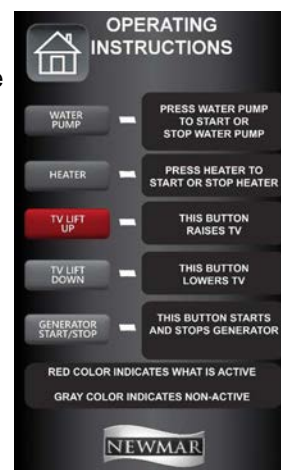 e
OPERATING
INSTRUCTIONS
WATER
PUMP
PRESS WATER PUMP
TO START OR
STOP WATER PUMP
HEATER
PRESS HEATER TO
START OR STOP HEATER
TV LIFT
UP
THIS BUTTON
RAISES TV
TV LIFT
DOWN
THIS BUTTON
LOWERS TV
GENERATOR
START/STOP
THIS BUTTON STARTS
AND STOPS GENERATOR
RED COLOR INDICATES WHAT IS ACTIVE
GRAY COLOR INDICATES NON-ACTIVE
NEWMAR